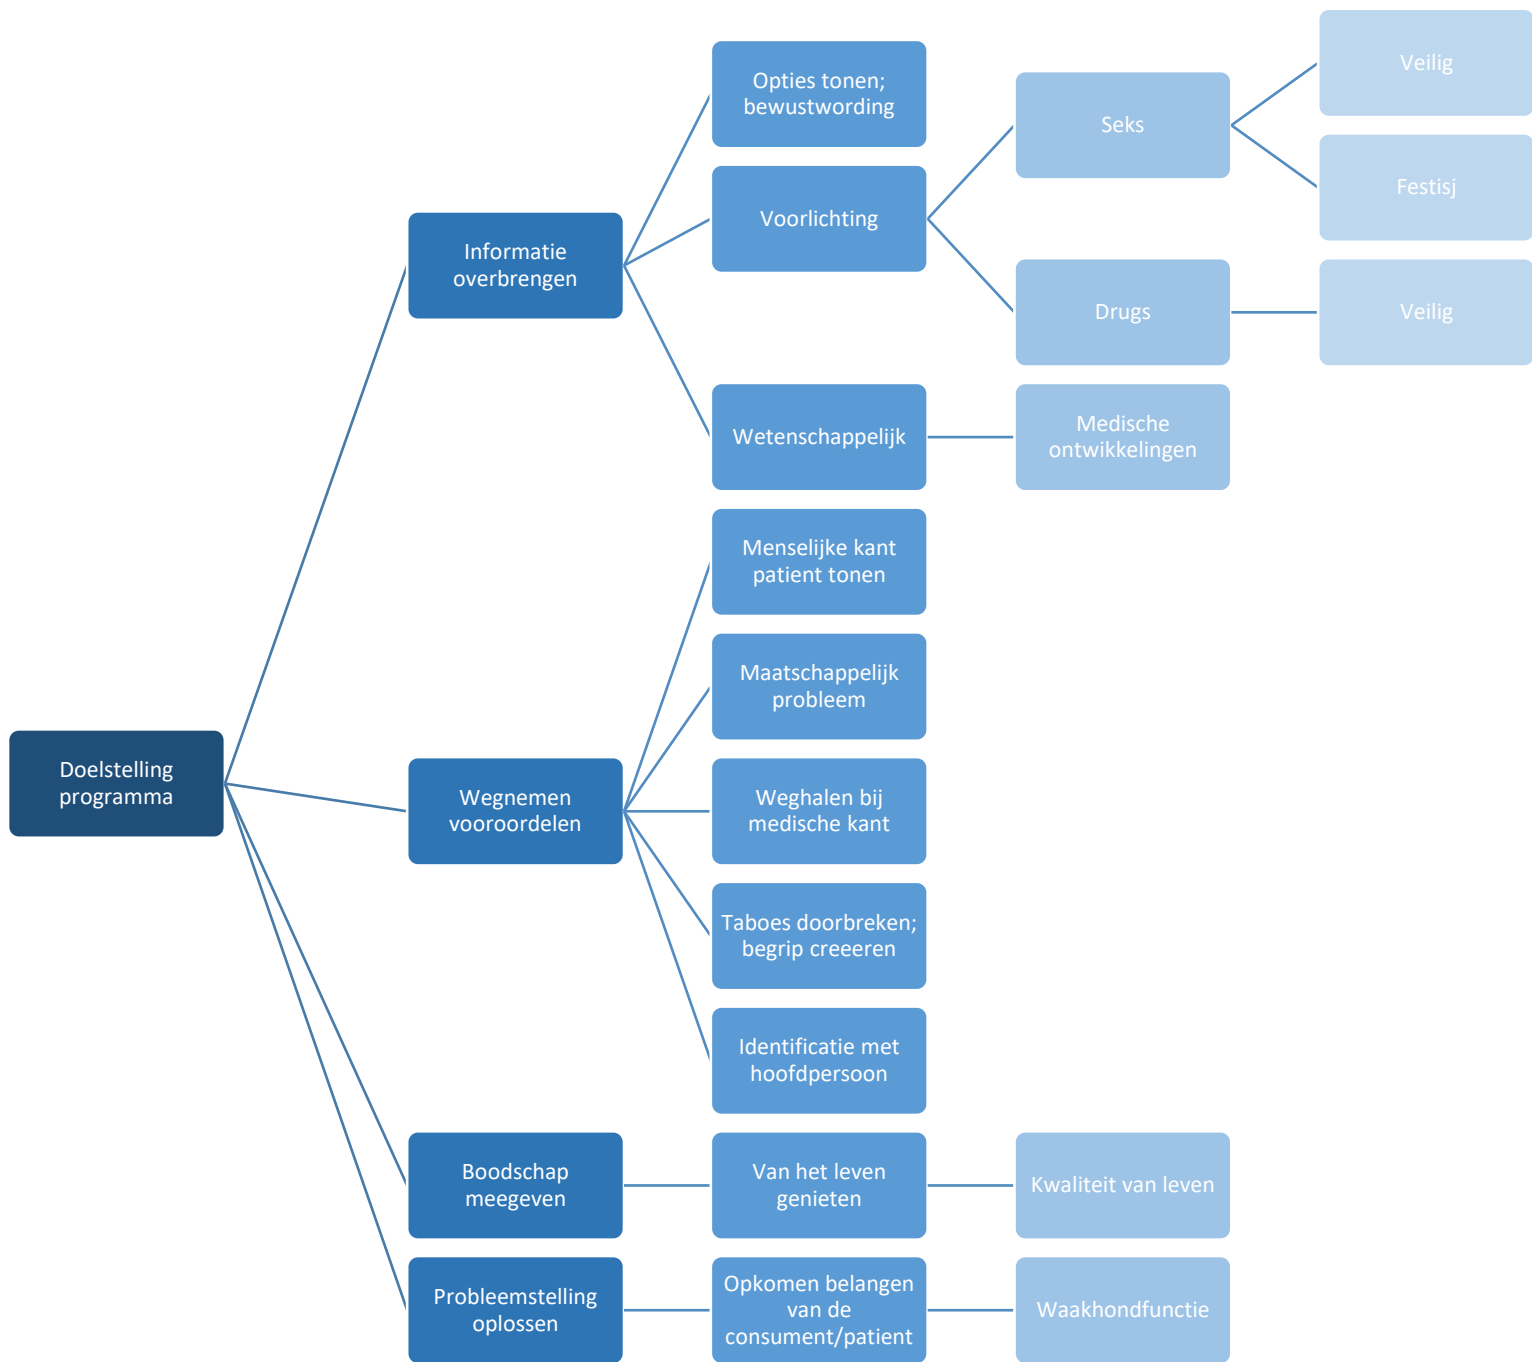 Doelstelling
programma
Informatie
overbrengen
Opties tonen;
bewustwording
Voorlichting
Seks
Veilig
Festisj
Drugs
Veilig
Wetenschappelijk
Medische
ontwikkelingen
Wegnemen
vooroordelen
Menselijke kant
patient tonen
Maatschappelijk
probleem
Weghalen bij
medische kant
Taboes doorbreken;
begrip creeeren
Identificatie met
hoofdpersoon
Boodschap
meegeven
Van het leven
genieten
Kwaliteit van leven
Probleemstelling
oplossen
Opkomen belangen
van de
consument/patient
Waakhondfunctie